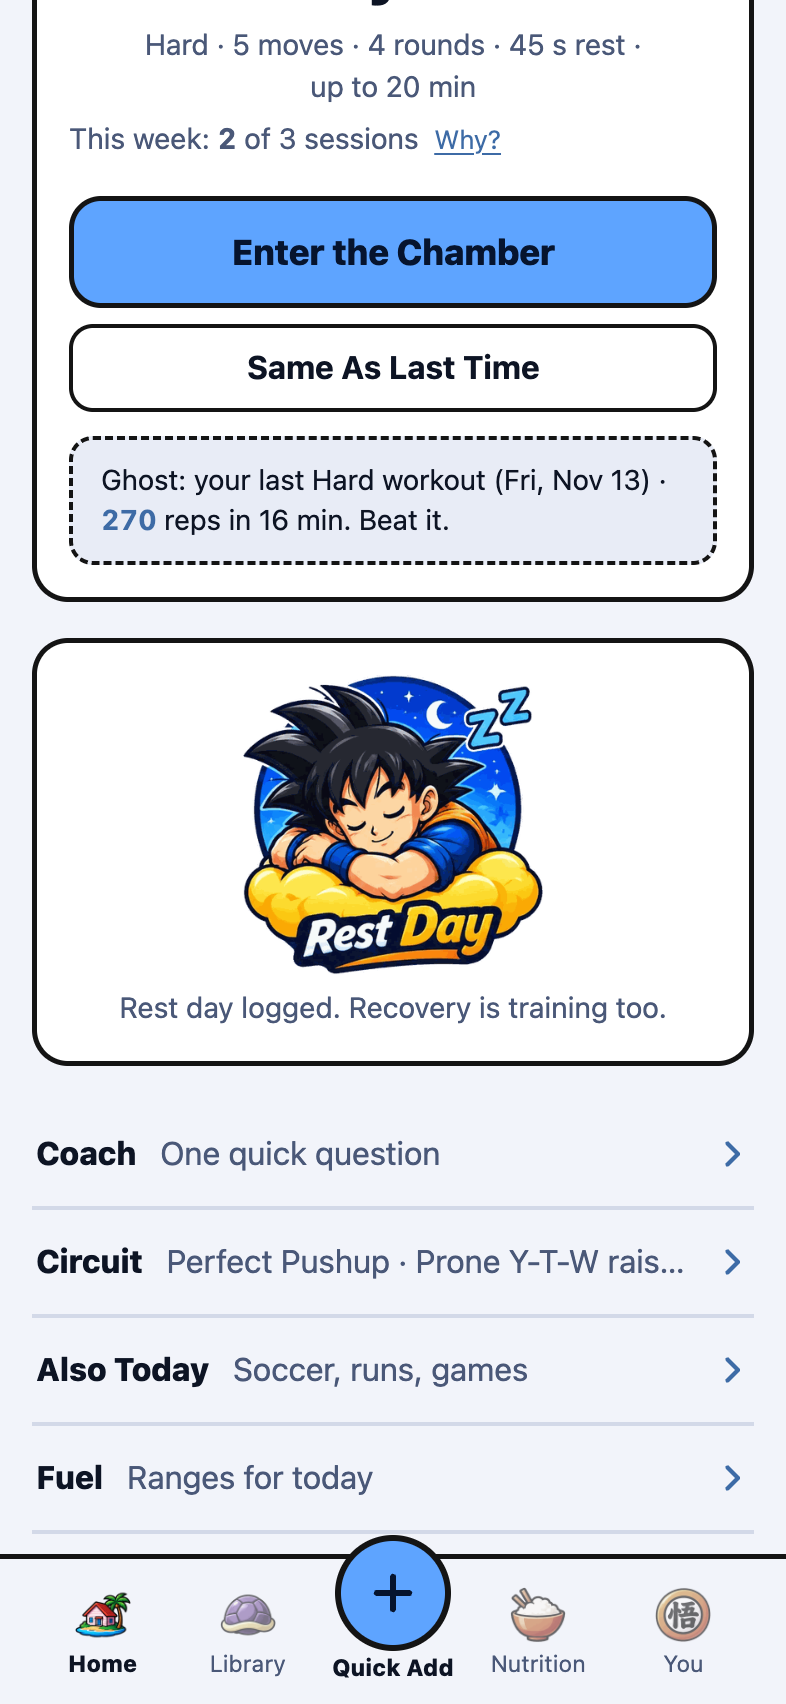 Hard · 5 moves · 4 rounds · 45 s rest ·
up to 20 min
This week: 2 of 3 sessions Why?
Enter the Chamber
Same As Last Time
Ghost: your last Hard workout (Fri, Nov 13) ·
270 reps in 16 min. Beat it.
ZZ
Rest Day
Rest day logged. Recovery is training too.
Coach One quick question
Circuit Perfect Pushup · Prone Y-T-W rais...
Also Today Soccer, runs, games
Fuel Ranges for today
悟
Home Library Quick Add Nutrition You